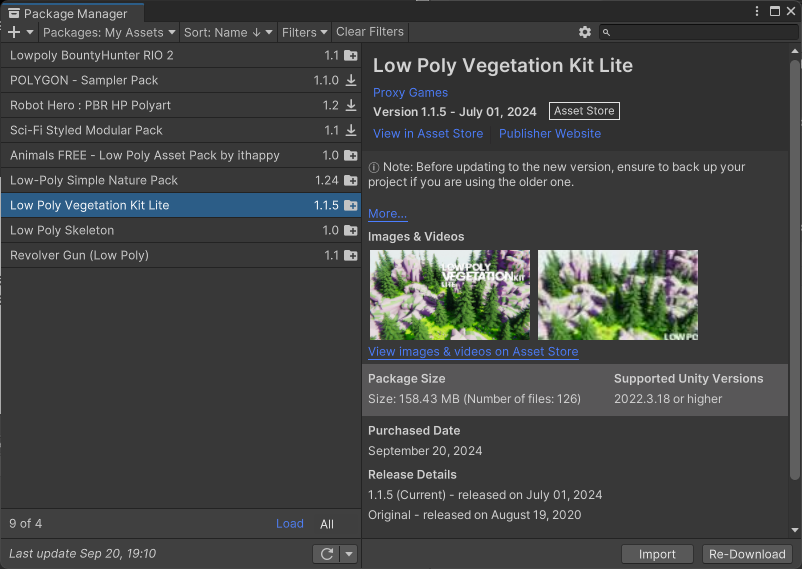 Package Manager
Packages: My Assets
Sort: Name ↓
Filters
Clear Filters
Lowpoly BountyHunter RIO 2 1.1
POLYGON - Sampler Pack 1.1.0
Robot Hero : PBR HP Polyart 1.2
Sci-Fi Styled Modular Pack 1.1
Animals FREE - Low Poly Asset Pack by ithappy 1.0
Low-Poly Simple Nature Pack 1.24
Low Poly Vegetation Kit Lite 1.1.5
Low Poly Skeleton 1.0
Revolver Gun (Low Poly) 1.1
9 of 4 Load All
Last update Sep 20, 19:10
Low Poly Vegetation Kit Lite
Proxy Games
Version 1.1.5 - July 01, 2024 Asset Store
View in Asset Store Publisher Website
Note: Before updating to the new version, ensure to back up your
project if you are using the older one.
More...
Images & Videos
LOW POLY
VEGETATION KIT
LITE
LOW PO
View images & videos on Asset Store
Package Size Supported Unity Versions
Size: 158.43 MB (Number of files: 126) 2022.3.18 or higher
Purchased Date
September 20, 2024
Release Details
1.1.5 (Current) - released on July 01, 2024
Original - released on August 19, 2020
Import Re-Download